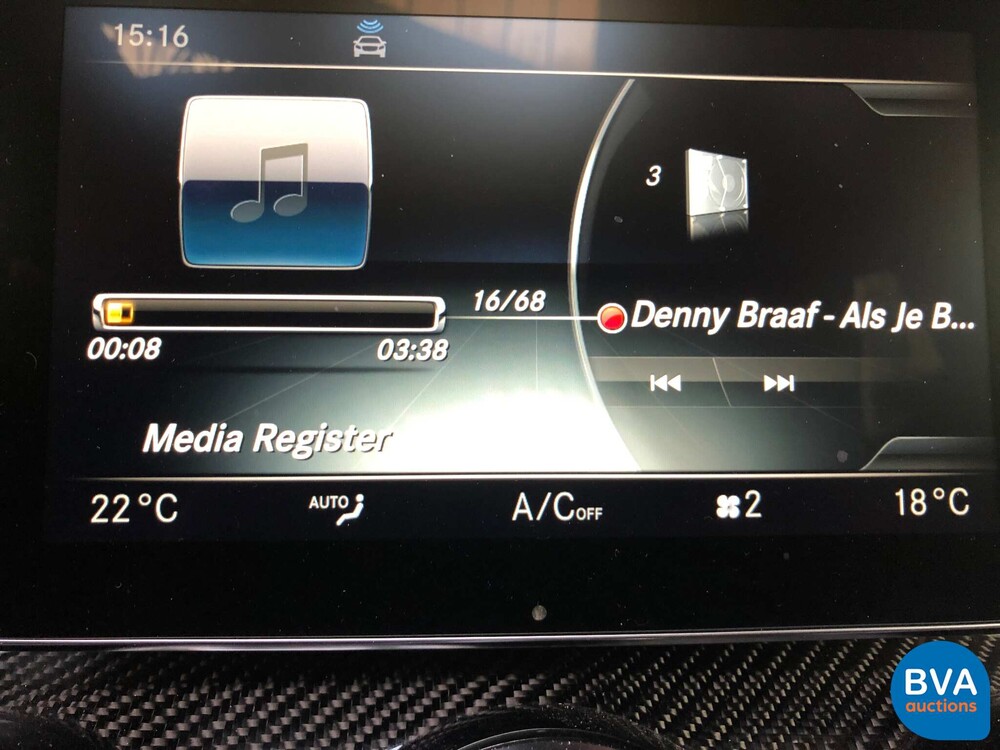 15:16
3
16/68
Denny Braaf - Als Je B...
00:08 03:38
Media Register
22°C AUTO A/C OFF 2 18°C
BVA
auctions